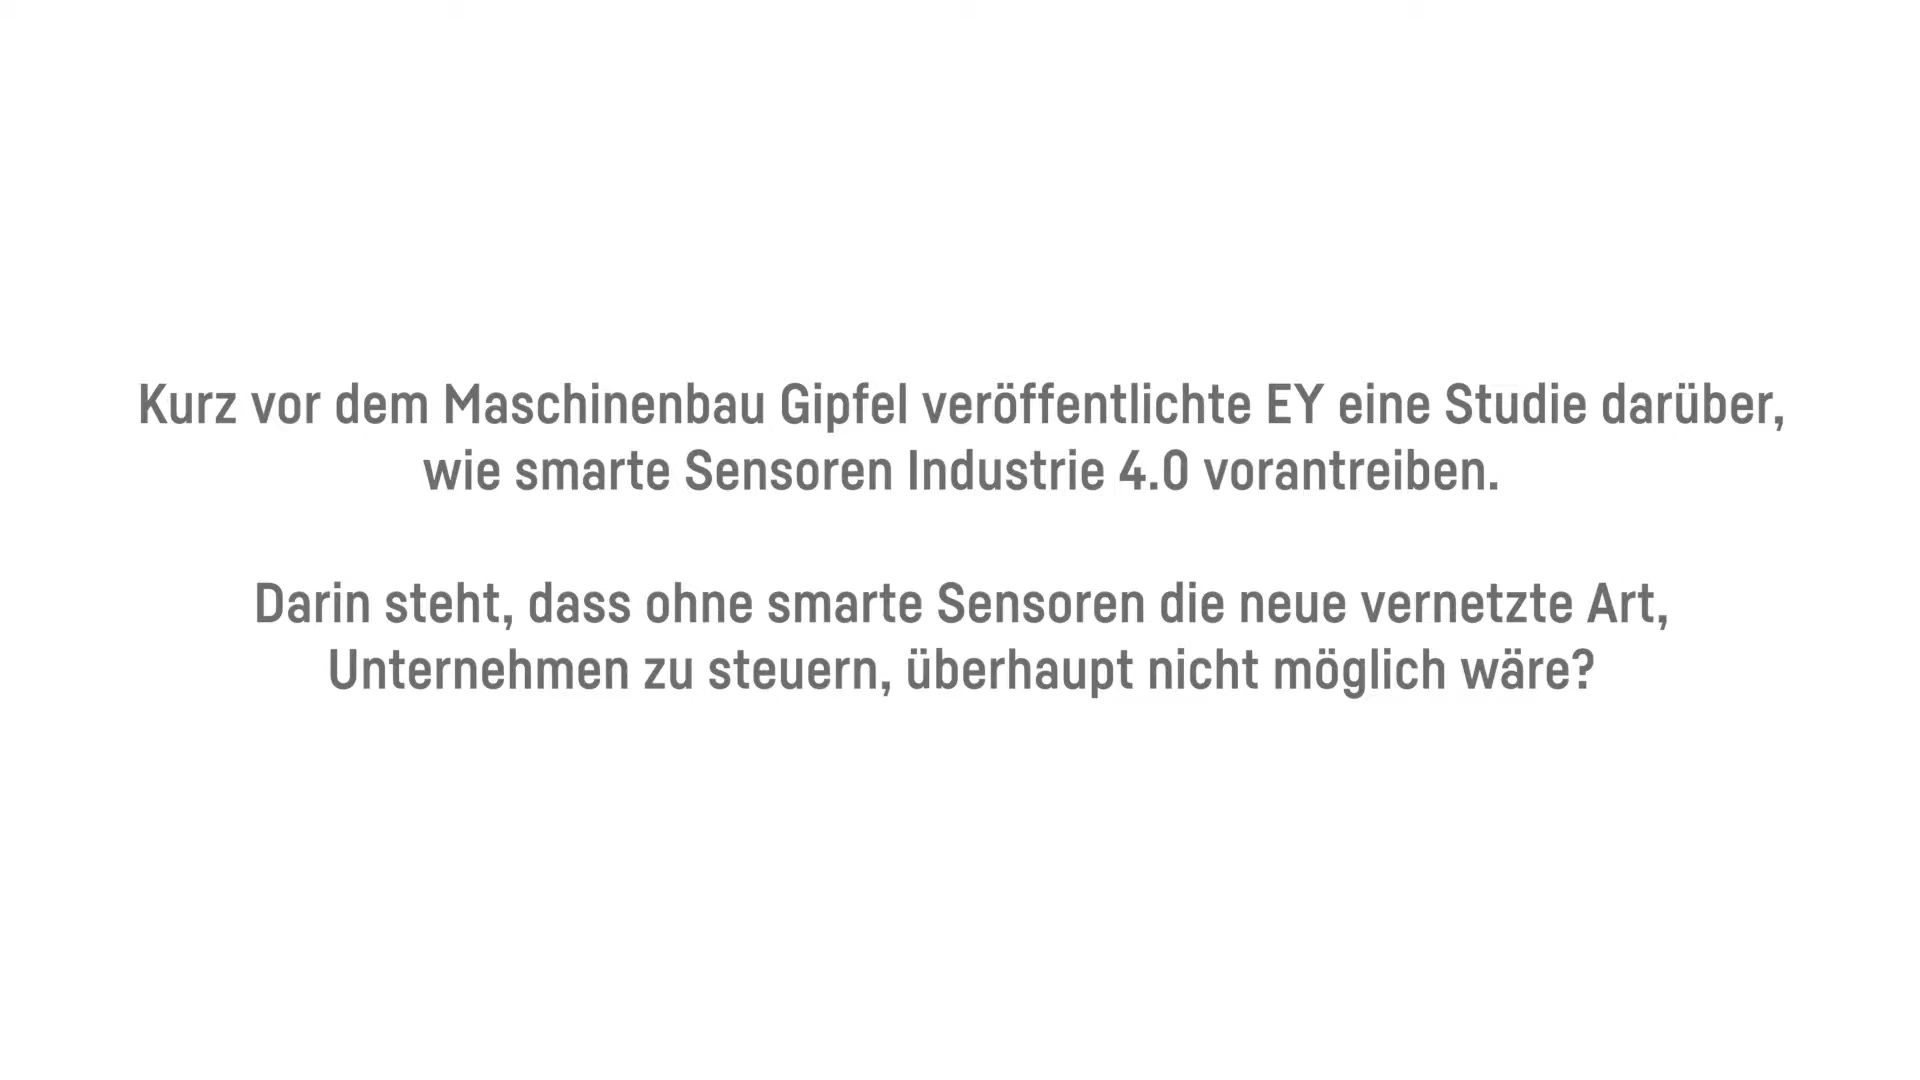 Kurz vor dem Maschinenbau Gipfel veröffentlichte EY eine Studie darüber,
wie smarte Sensoren Industrie 4.0 vorantreiben.
Darin steht, dass ohne smarte Sensoren die neue vernetzte Art,
Unternehmen zu steuern, überhaupt nicht möglich wäre?